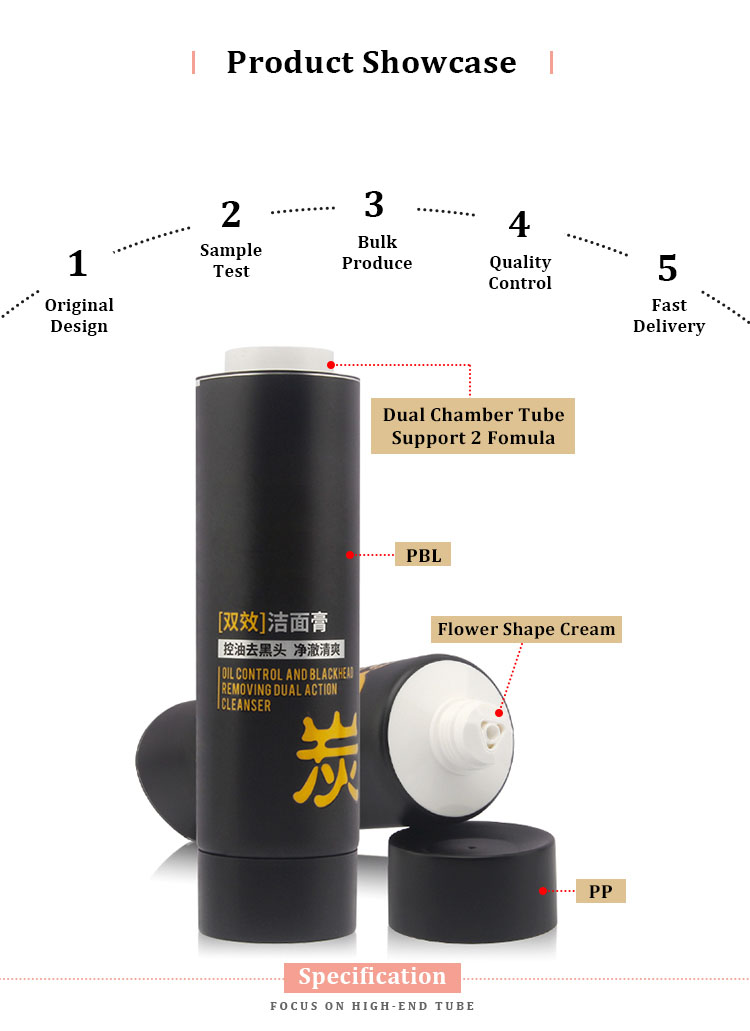 Product Showcase
1
Original
Design
2
Sample
Test
3
Bulk
Produce
4
Quality
Control
5
Fast
Delivery
Dual Chamber Tube
Support 2 Fomula
PBL
[双效]洁面膏
控油去黑头 净澈清爽
OIL CONTROL AND BLACKHEAD
REMOVING DUAL ACTION
CLEANSER
炭
Flower Shape Cream
PP
Specification
FOCUS ON HIGH-END TUBE